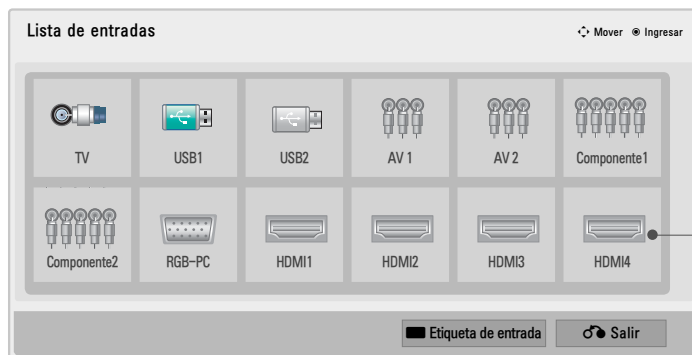 Lista de entradas
Mover Ingresar
TV USB1 USB2 AV 1 AV 2 Componente1
Componente2 RGB-PC HDMI1 HDMI2 HDMI3 HDMI4
Etiqueta de entrada Salir